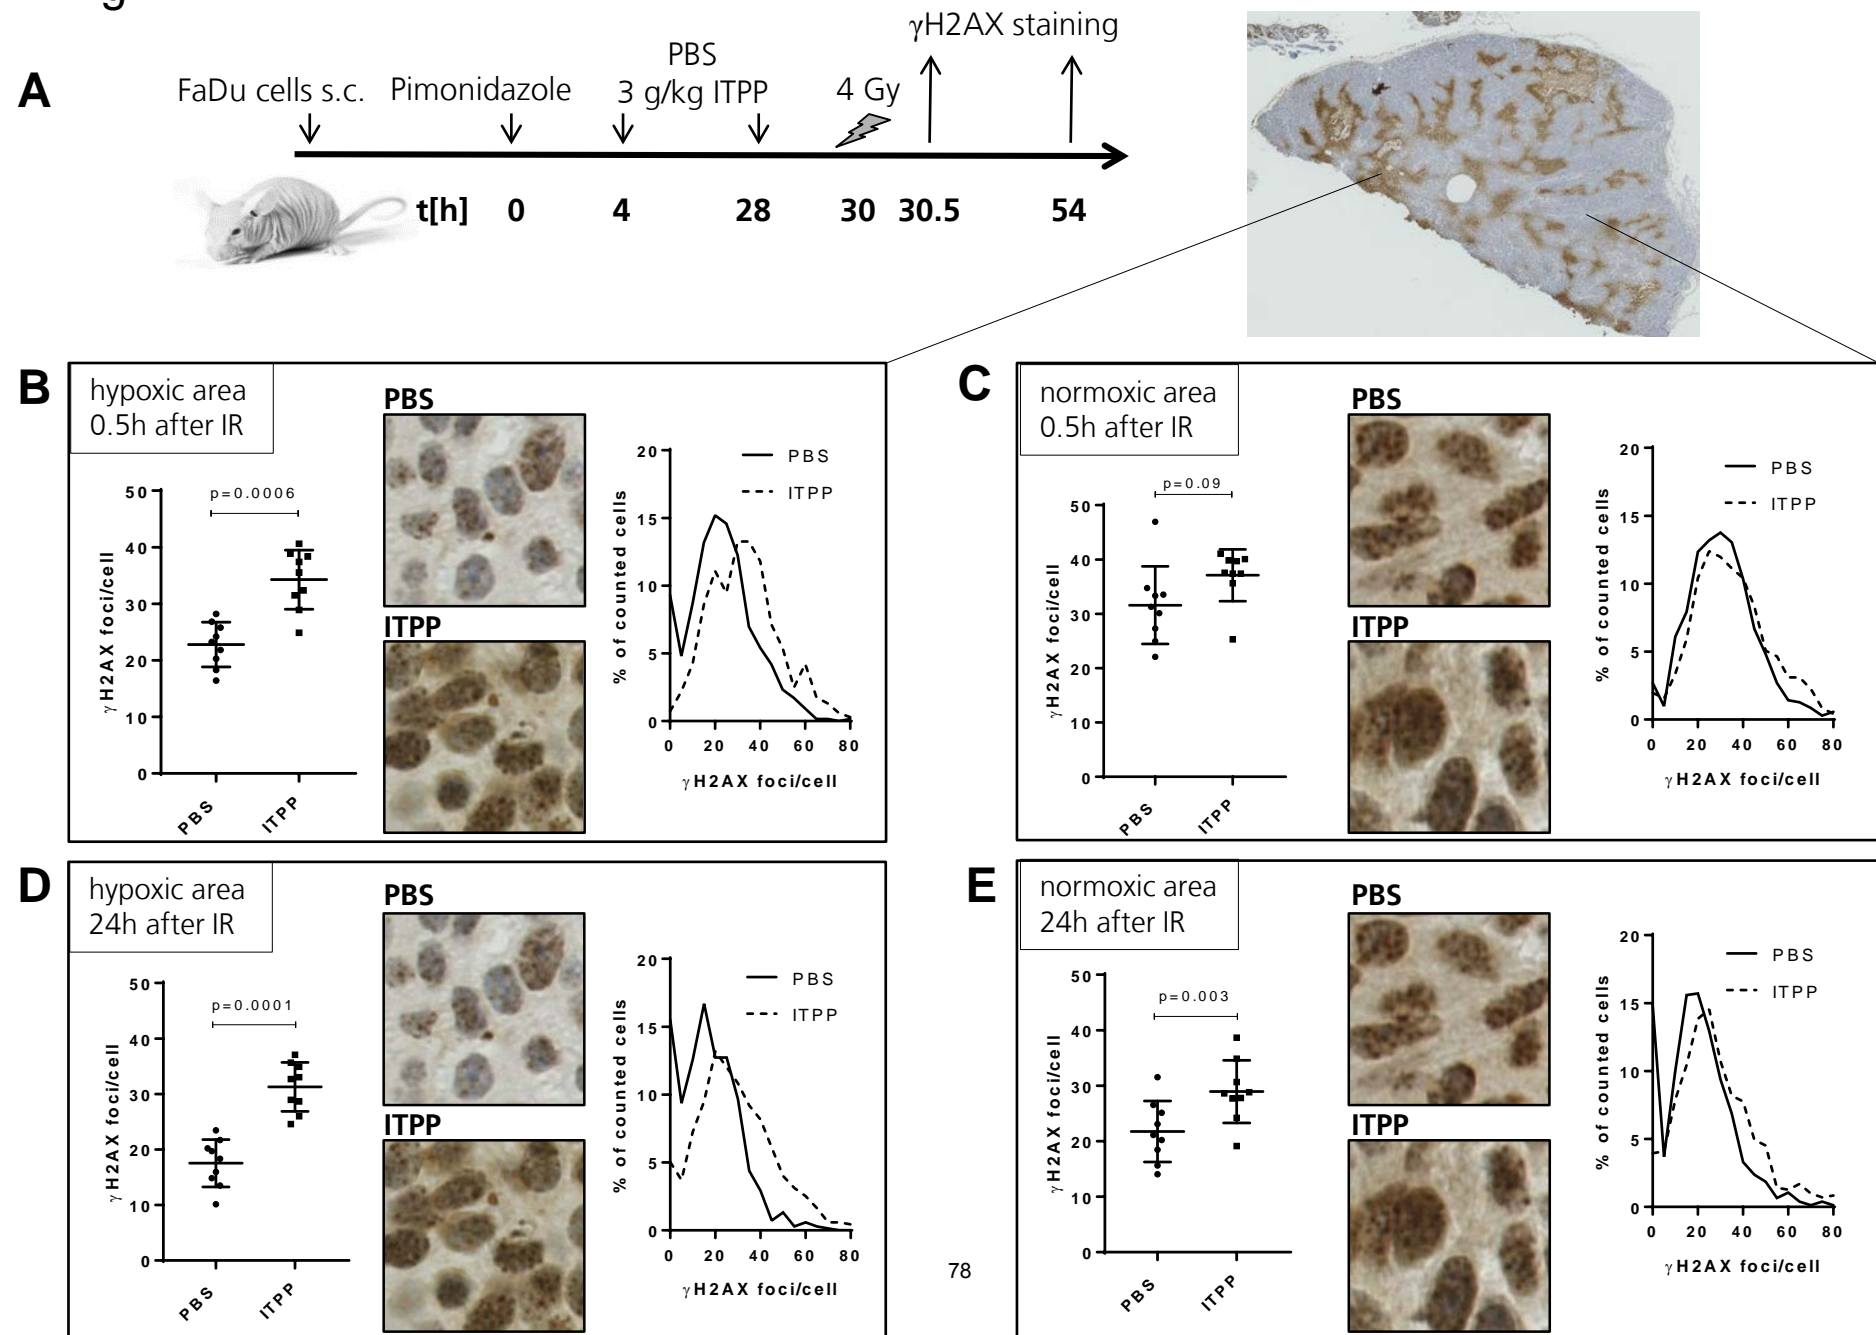 g
A
FaDu cells s.c.
Pimonidazole
PBS
3 g/kg ITPP
4 Gy
γH2AX staining
t[h] 0 4 28 30 30.5 54
B
hypoxic area
0.5h after IR
50
40
30
20
10
0
γH2AX foci/cell
p=0.0006
PBS
ITPP
PBS
ITPP
20
15
10
5
0
% of counted cells
PBS
ITPP
0 20 40 60 80
γH2AX foci/cell
C
normoxic area
0.5h after IR
50
40
30
20
10
0
γH2AX foci/cell
p=0.09
PBS
ITPP
PBS
ITPP
20
15
10
5
0
% of counted cells
PBS
ITPP
0 20 40 60 80
γH2AX foci/cell
D
hypoxic area
24h after IR
50
40
30
20
10
0
γH2AX foci/cell
p=0.0001
PBS
ITPP
PBS
ITPP
20
15
10
5
0
% of counted cells
PBS
ITPP
0 20 40 60 80
γH2AX foci/cell
78
E
normoxic area
24h after IR
50
40
30
20
10
0
γH2AX foci/cell
p=0.003
PBS
ITPP
PBS
ITPP
20
15
10
5
0
% of counted cells
PBS
ITPP
0 20 40 60 80
γH2AX foci/cell